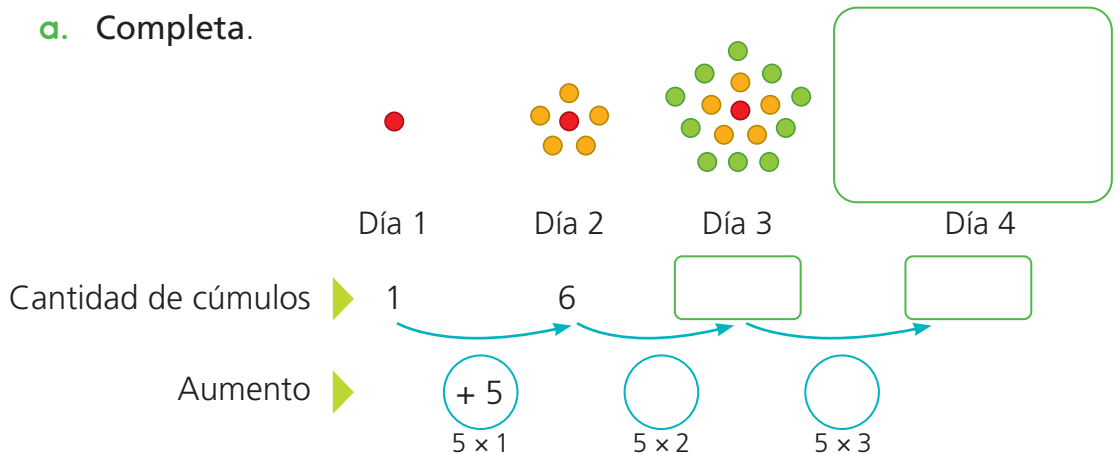 a. Completa.
Día 1 Día 2 Día 3 Día 4
Cantidad de cúmulos 1 6
Aumento + 5
5 × 1 5 × 2 5 × 3